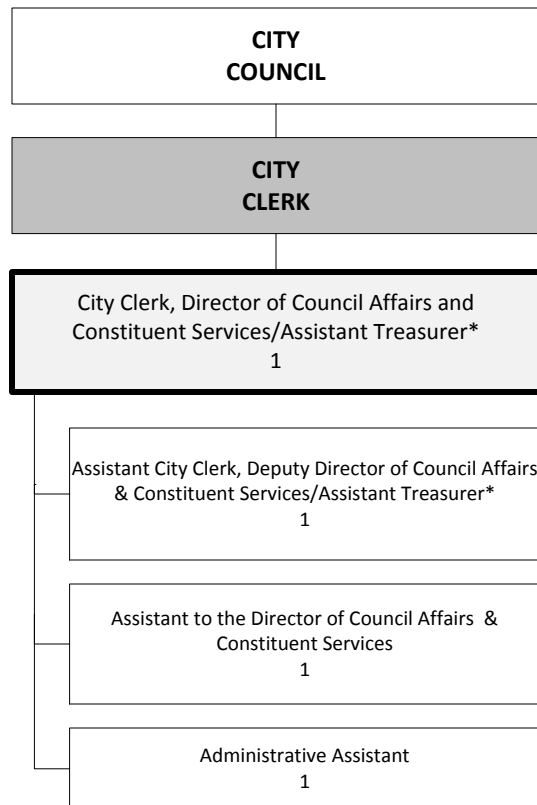 CITY
COUNCIL
CITY
CLERK
City Clerk, Director of Council Affairs and
Constituent Services/Assistant Treasurer*
1
Assistant City Clerk, Deputy Director of Council Affairs
& Constituent Services/Assistant Treasurer*
1
Assistant to the Director of Council Affairs &
Constituent Services
1
Administrative Assistant
1